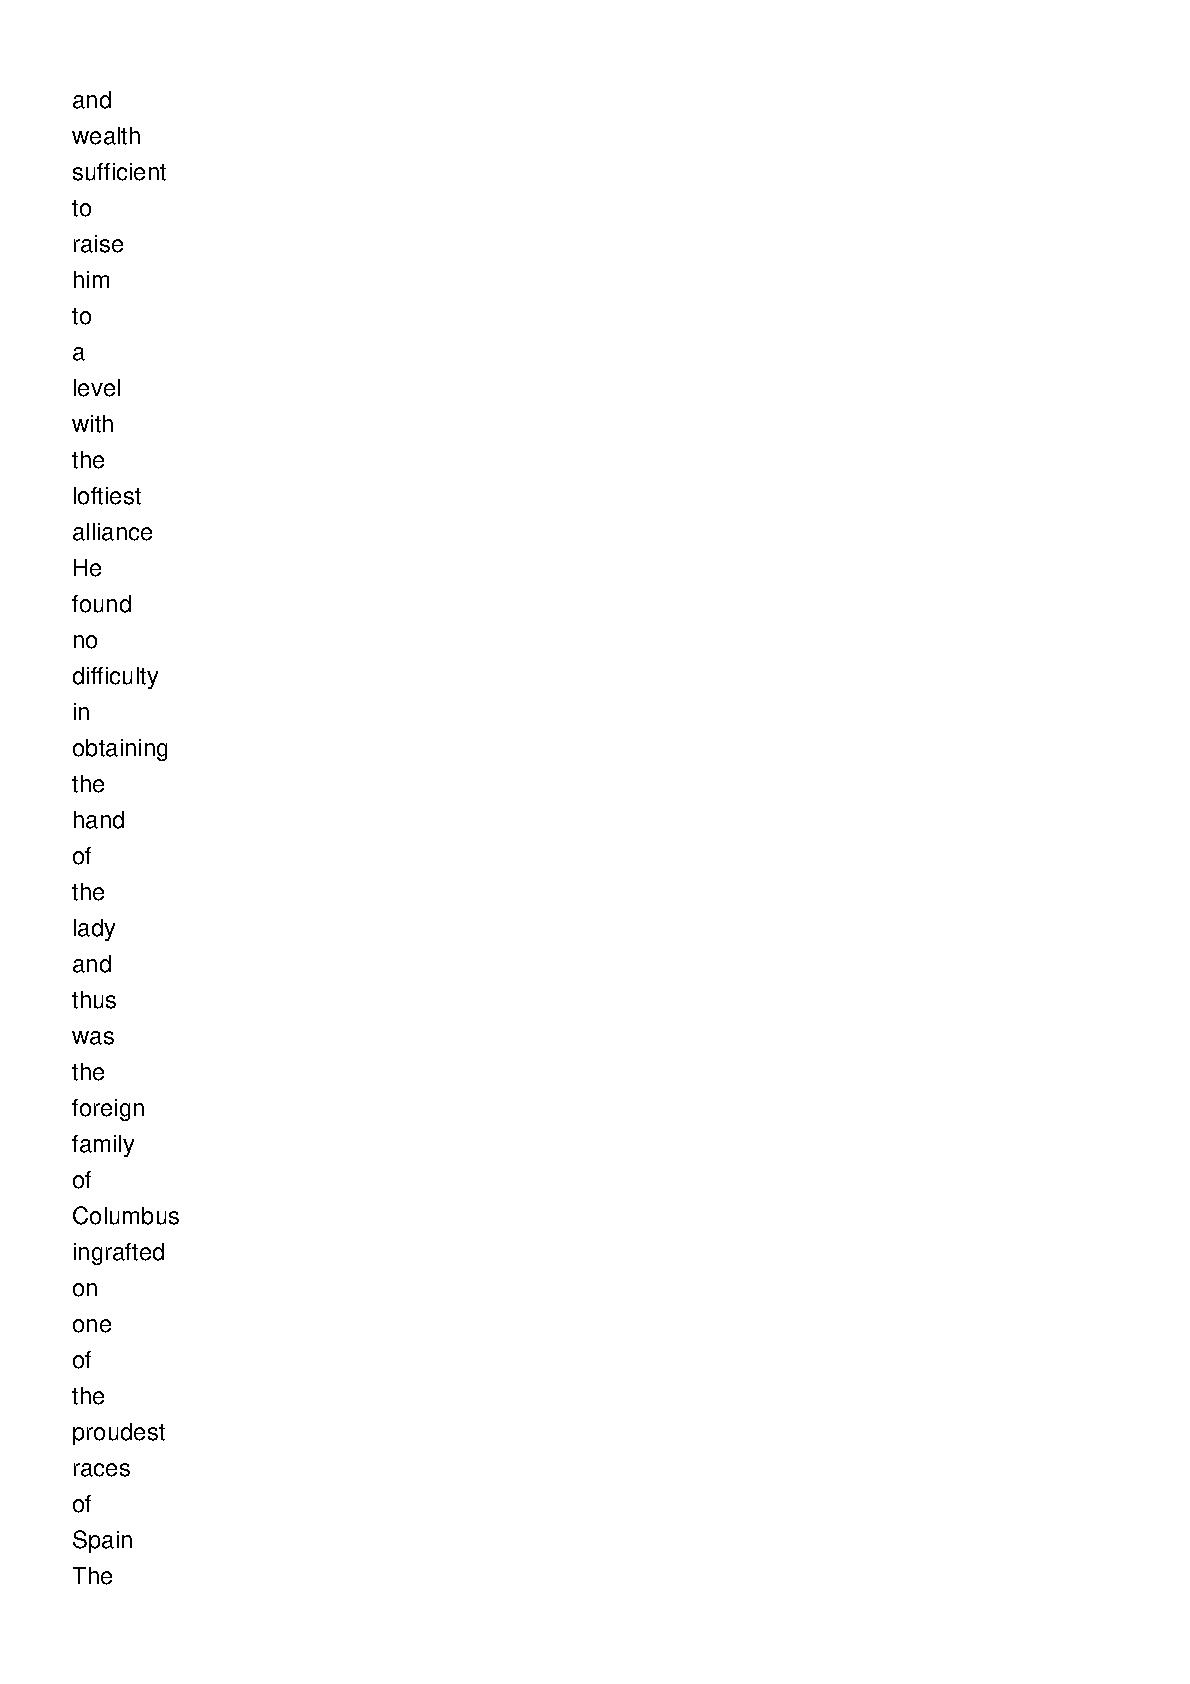 and
wealth
sufficient
to
raise
him
to
a
level
with
the
loftiest
alliance
He
found
no
difficulty
in
obtaining
the
hand
of
the
lady
and
thus
was
the
foreign
family
of
Columbus
ingrafted
on
one
of
the
proudest
races
of
Spain
The